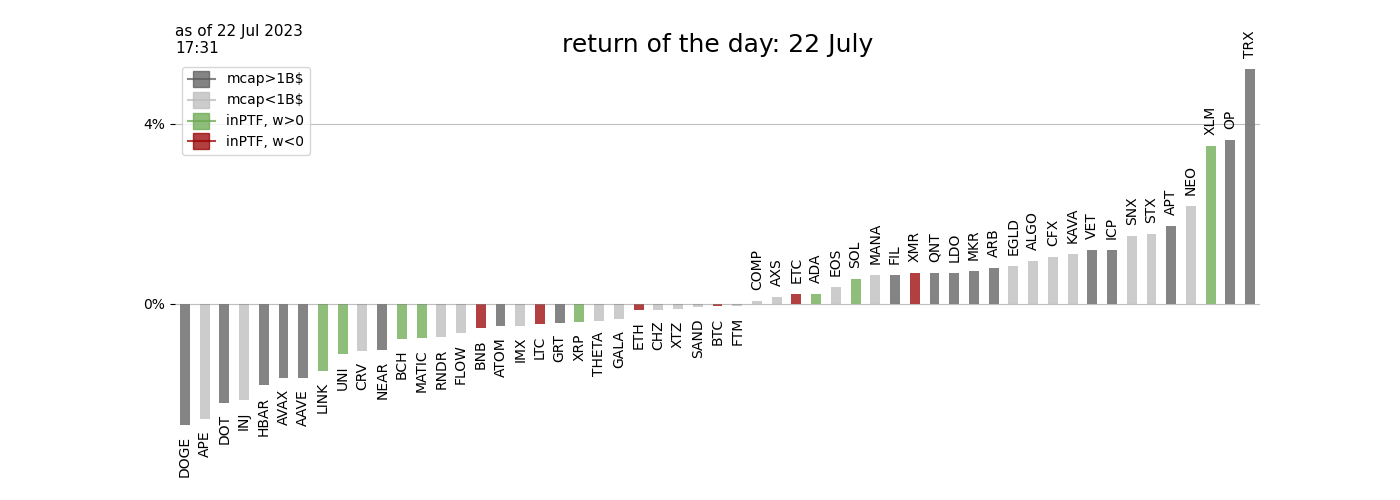 as of 22 Jul 2023
17:31
return of the day: 22 July
mcap>1B$
mcap<1B$
inPTF, w>0
inPTF, w<0
4%
0%
DOGE
APE
DOT
INJ
HBAR
AVAX
AAVE
LINK
UNI
CRV
NEAR
BCH
MATIC
RNDR
FLOW
BNB
ATOM
IMX
LTC
GRT
XRP
THETA
GALA
ETH
CHZ
XTZ
SAND
BTC
FTM
COMP
AXS
ETC
ADA
EOS
SOL
MANA
FIL
XMR
QNT
LDO
MKR
ARB
EGLD
ALGO
CFX
KAVA
VET
ICP
SNX
STX
APT
NEO
XLM
OP
TRX